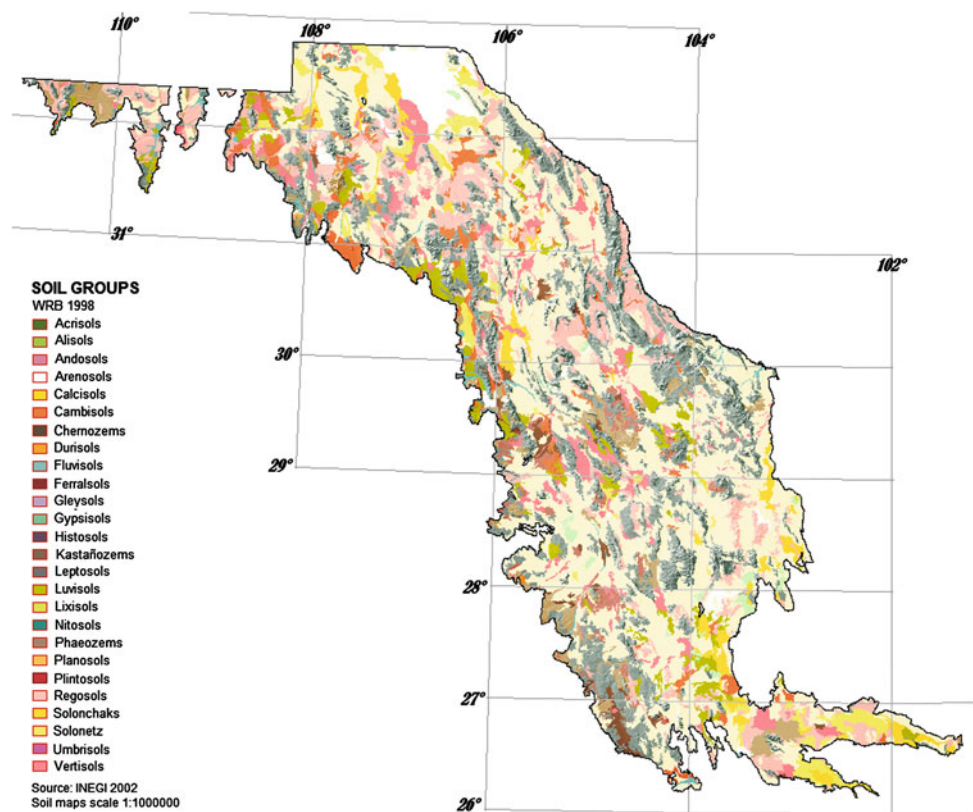 110°
108°
106°
104°
102°
31°
30°
29°
28°
27°
26°
SOIL GROUPS
WRB 1998
Acrisols
Alisols
Andosols
Arenosols
Calcisols
Cambisols
Chernozems
Durisols
Fluvisols
Ferralsols
Gleysols
Gypsisols
Histosols
Kastañozems
Leptosols
Luvisols
Lixisols
Nitosols
Phaeozems
Planosols
Plintosols
Regosols
Solonchaks
Solonetz
Umbrisols
Vertisols
Source: INEGI 2002
Soil maps scale 1:1000000